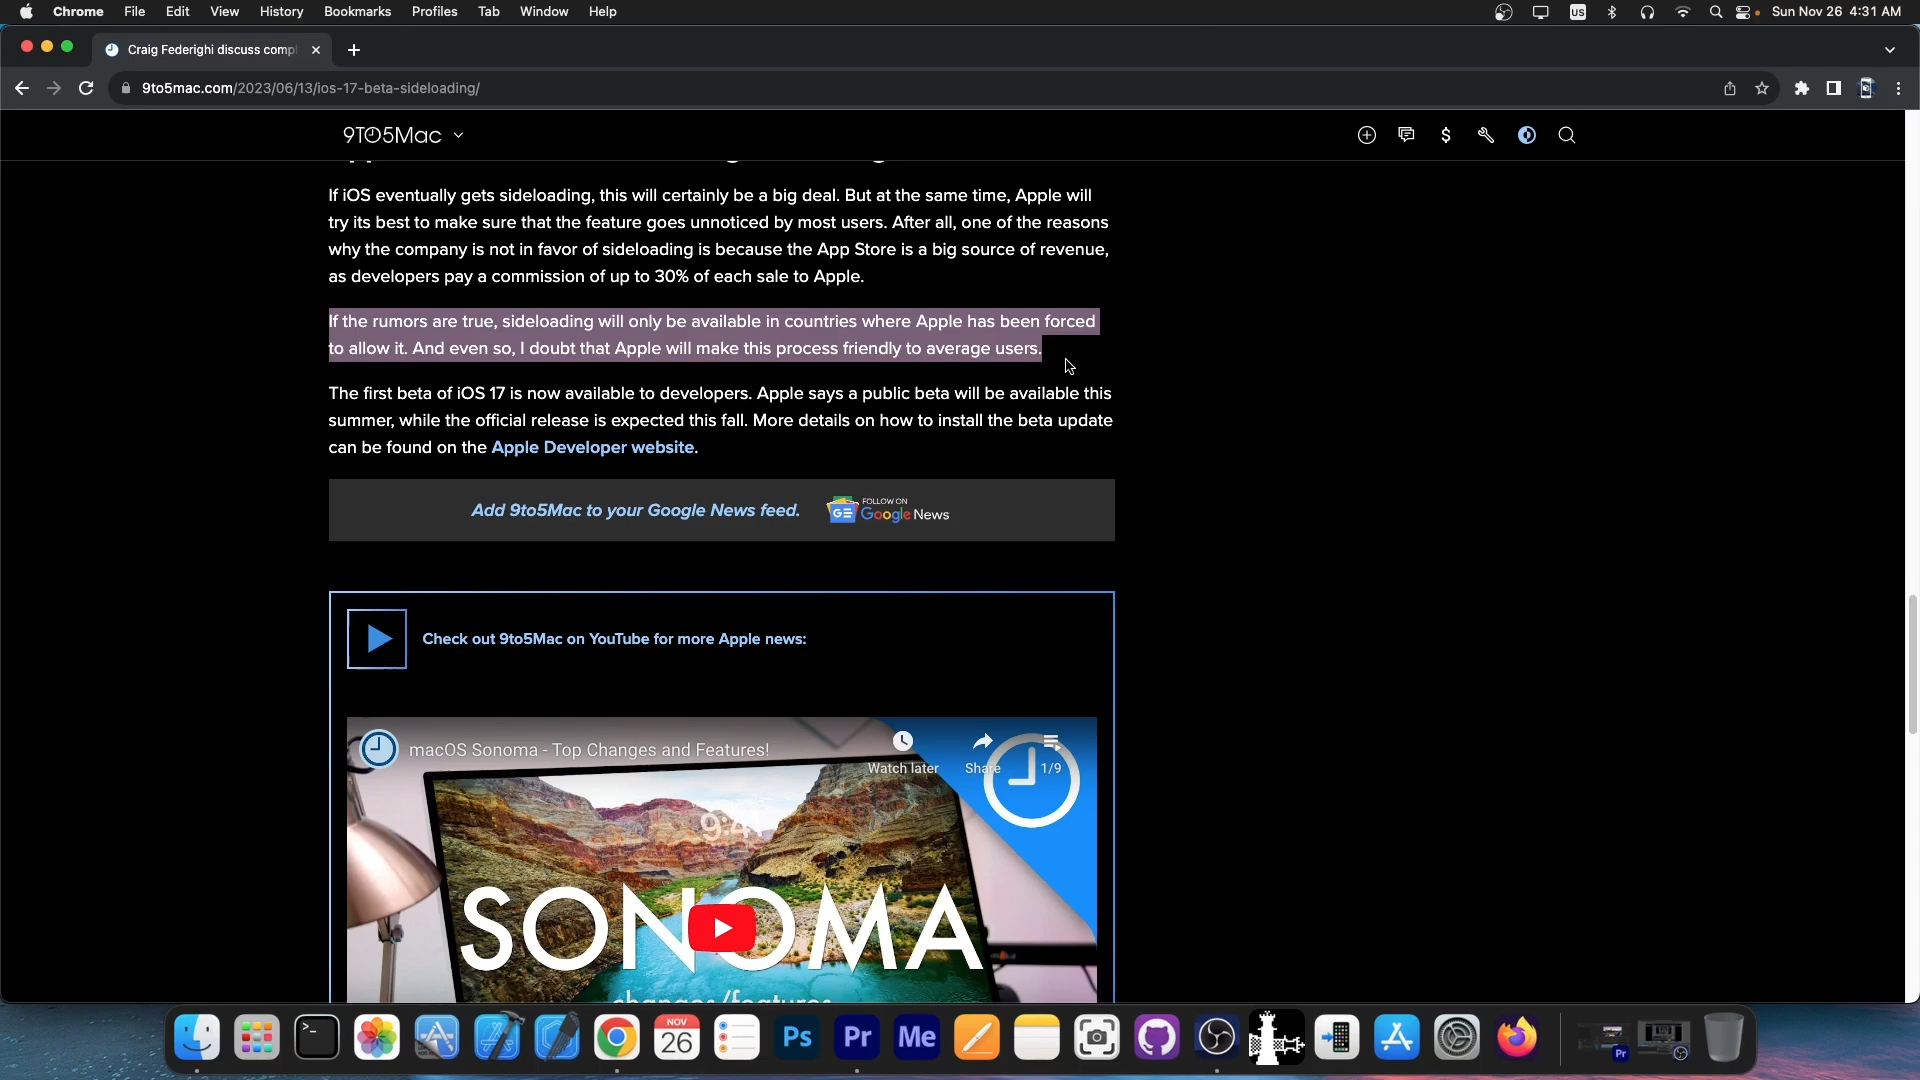 Chrome File Edit View History Bookmarks Profiles Tab Window Help
US
Sun Nov 26 4:31 AM
Craig Federighi discuss compl
9to5mac.com/2023/06/13/ios-17-beta-sideloading/
9TO5Mac
If iOS eventually gets sideloading, this will certainly be a big deal. But at the same time, Apple will
try its best to make sure that the feature goes unnoticed by most users. After all, one of the reasons
why the company is not in favor of sideloading is because the App Store is a big source of revenue,
as developers pay a commission of up to 30% of each sale to Apple.
If the rumors are true, sideloading will only be available in countries where Apple has been forced
to allow it. And even so, I doubt that Apple will make this process friendly to average users.
The first beta of iOS 17 is now available to developers. Apple says a public beta will be available this
summer, while the official release is expected this fall. More details on how to install the beta update
can be found on the Apple Developer website.
Add 9to5Mac to your Google News feed.
FOLLOW ON
GE Google News
Check out 9to5Mac on YouTube for more Apple news:
macOS Sonoma - Top Changes and Features!
Watch later
Share
1/9
9:41
SONOMA
changes/features
NOV
26
Ps
Pr
Me
Pr